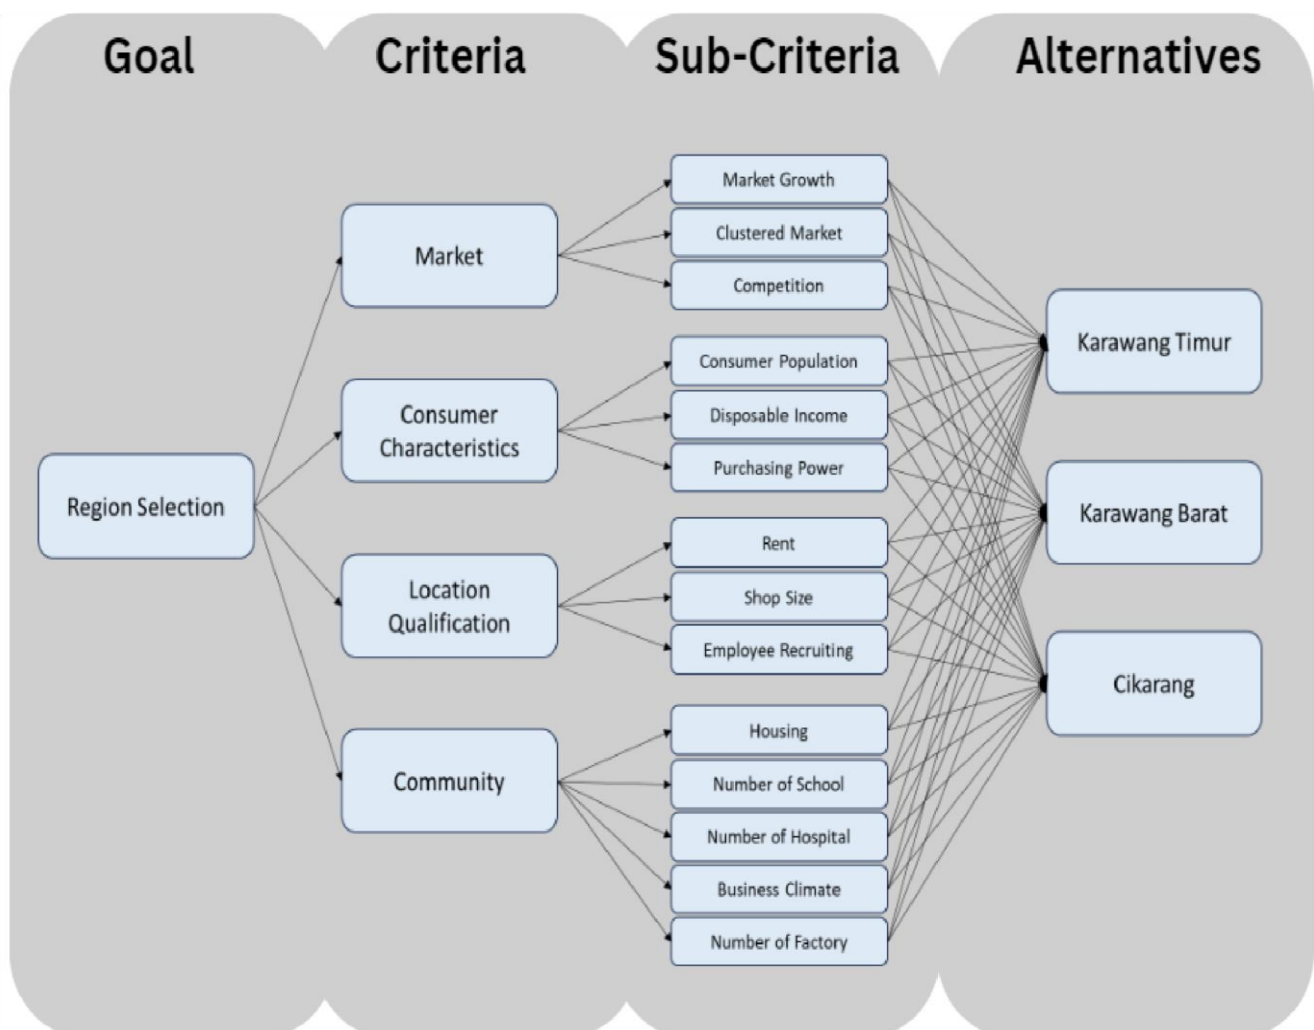 Goal
Criteria
Sub-Criteria
Alternatives
Region Selection
Market
Consumer
Characteristics
Location
Qualification
Community
Market Growth
Clustered Market
Competition
Consumer Population
Disposable Income
Purchasing Power
Rent
Shop Size
Employee Recruiting
Housing
Number of School
Number of Hospital
Business Climate
Number of Factory
Karawang Timur
Karawang Barat
Cikarang